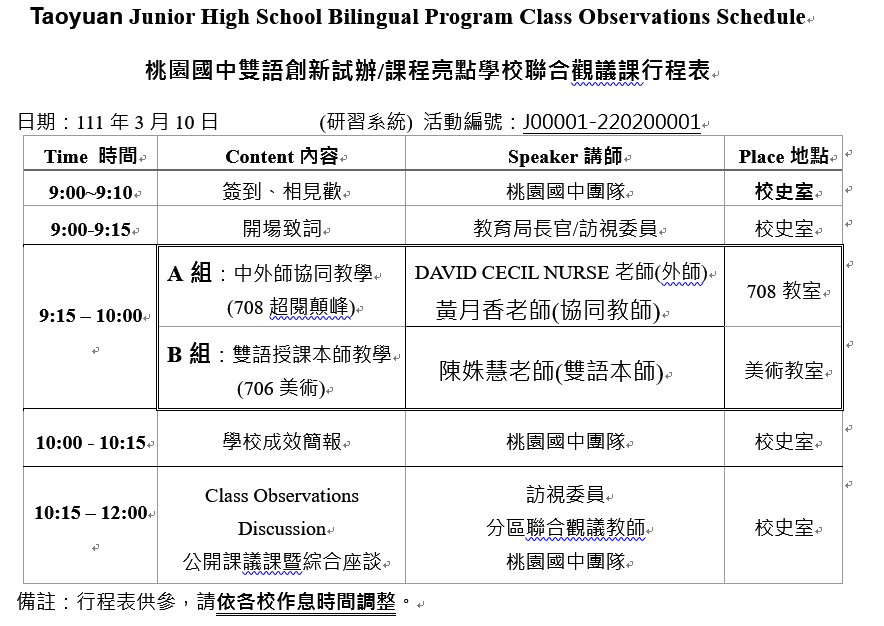 Taoyuan Junior High School Bilingual Program Class Observations Schedule
桃園國中雙語創新試辦/課程亮點學校聯合觀議課行程表
日期：111 年 3 月 10 日 (研習系統) 活動編號：J00001-220200001
Time 時間 Content 內容 Speaker 講師 Place 地點
9:00~9:10 簽到、相見歡 桃園國中團隊 校史室
9:00-9:15 開場致詞 教育局長官/訪視委員 校史室
9:15 – 10:00
A 組：中外師協同教學
(708 超閱顛峰)
DAVID CECIL NURSE 老師(外師)
黃月香老師(協同教師)
708 教室
B 組：雙語授課本師教學
(706 美術)
陳姝慧老師(雙語本師)
美術教室
10:00 - 10:15 學校成效簡報 桃園國中團隊 校史室
10:15 – 12:00
Class Observations
Discussion
公開課議課暨綜合座談
訪視委員
分區聯合觀議教師
桃園國中團隊
校史室
備註：行程表供參，請依各校作息時間調整。